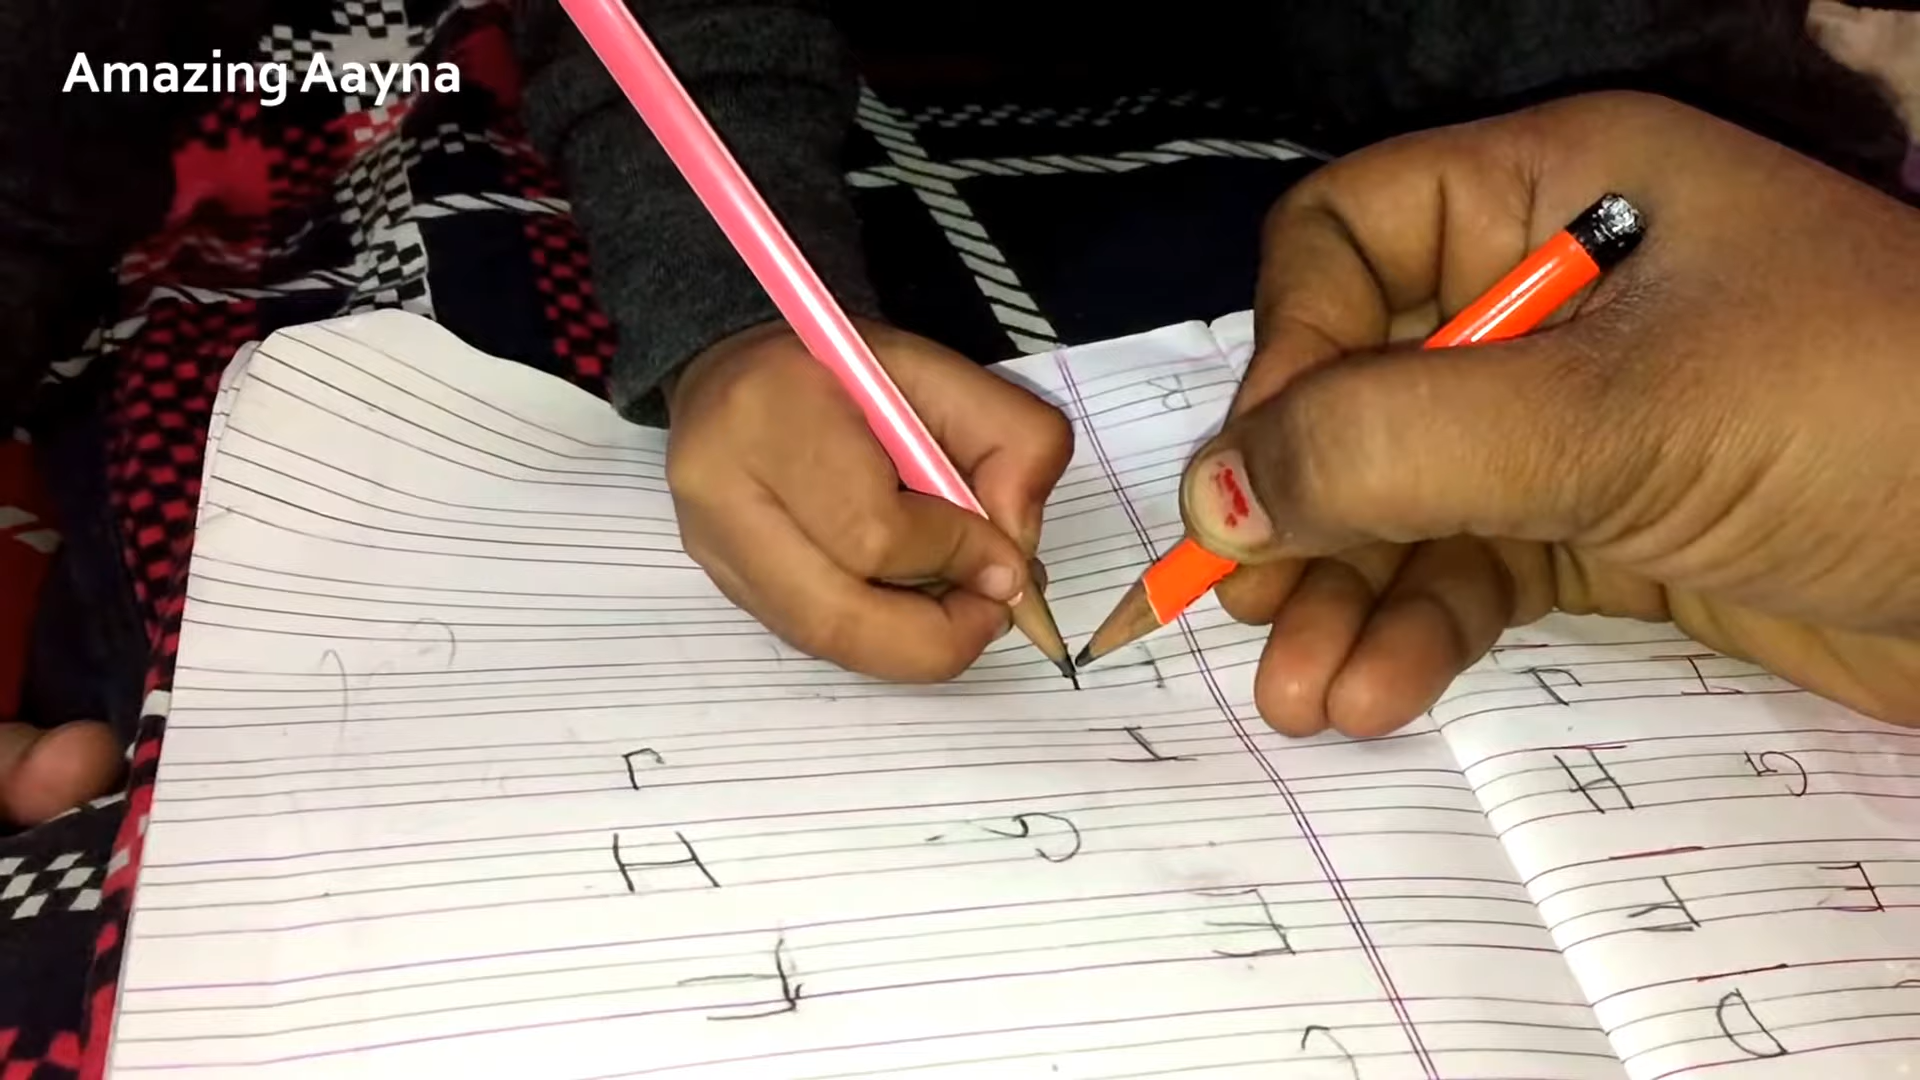 Amazing Aayna
D
E F
G H
I J
E F
G H
I J
R